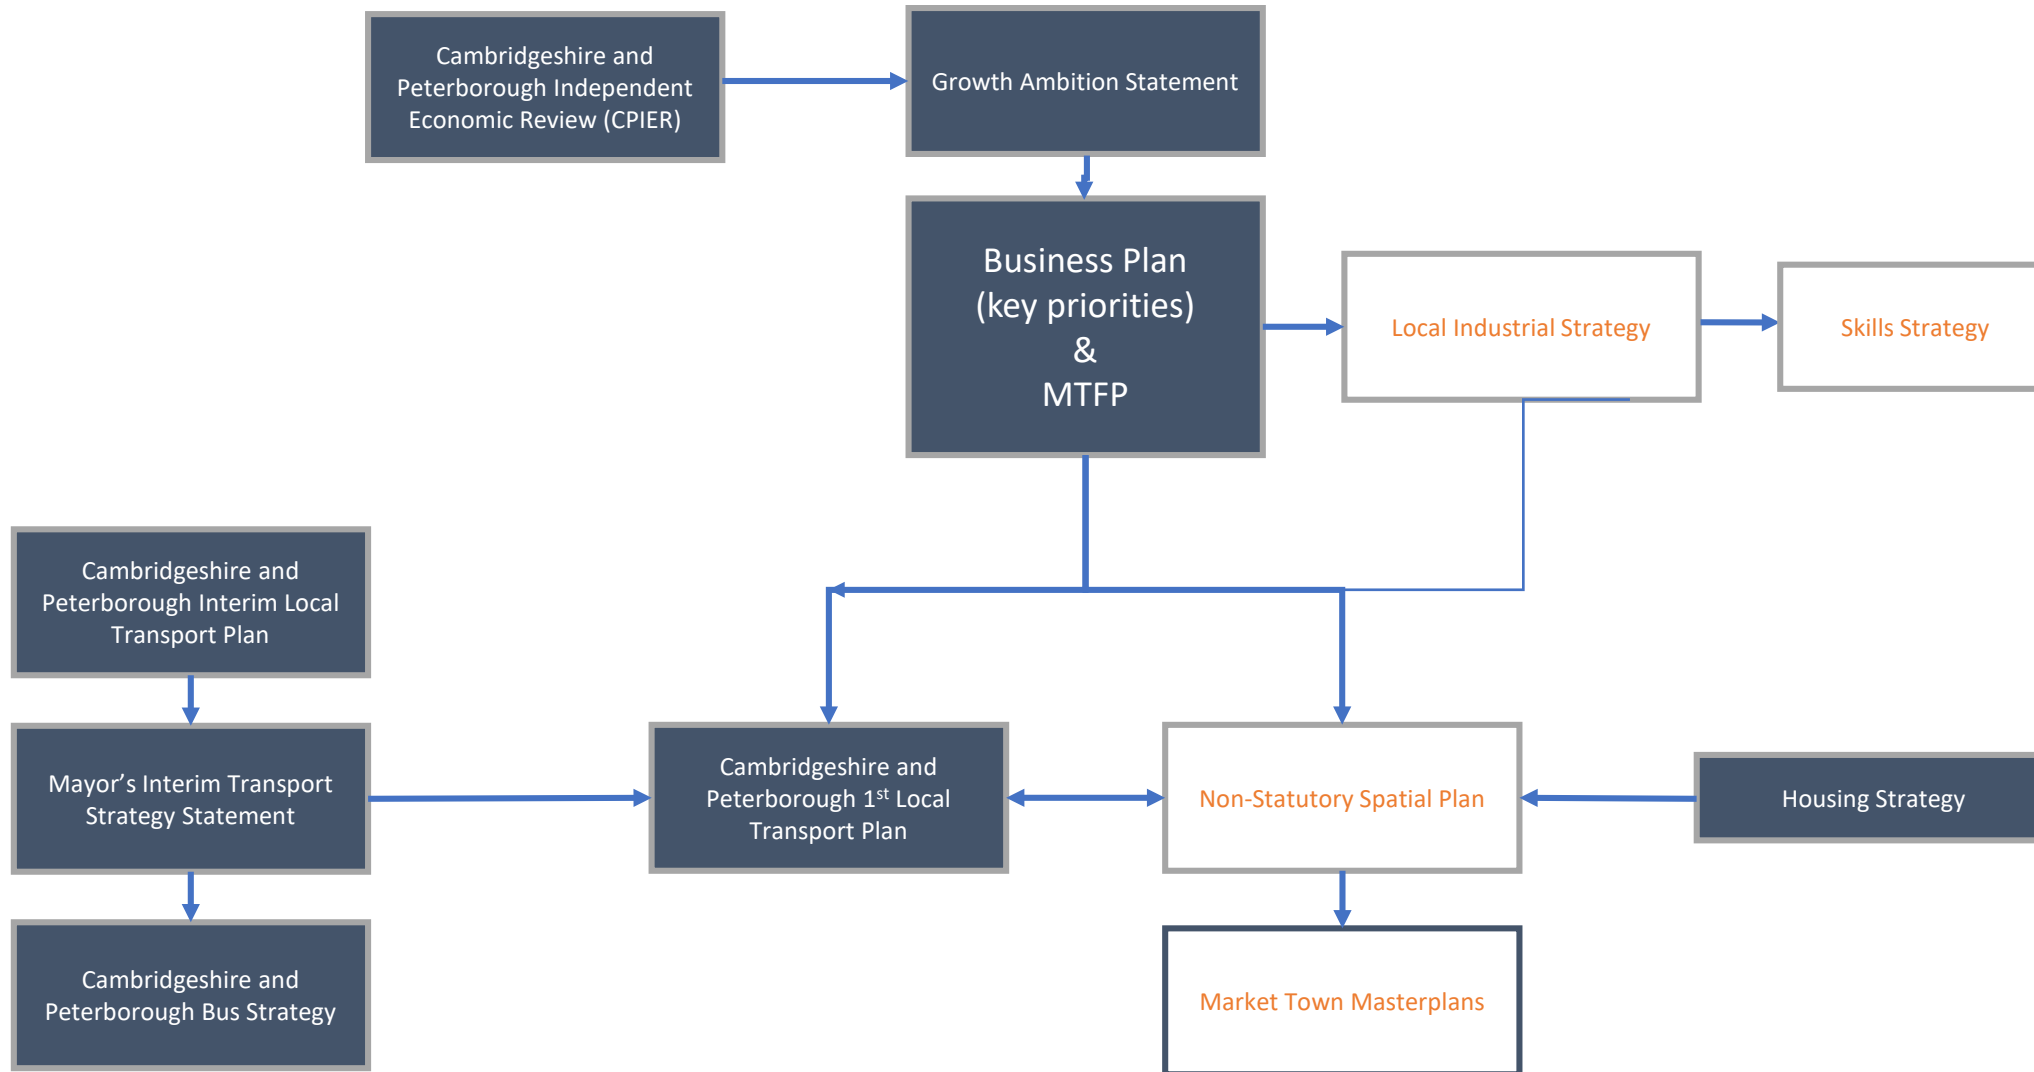 Cambridgeshire and
Peterborough Independent
Economic Review (CPIER)
Growth Ambition Statement
Business Plan
(key priorities)
&
MTFP
Local Industrial Strategy
Skills Strategy
Cambridgeshire and
Peterborough Interim Local
Transport Plan
Mayor’s Interim Transport
Strategy Statement
Cambridgeshire and
Peterborough 1st Local
Transport Plan
Non-Statutory Spatial Plan
Housing Strategy
Cambridgeshire and
Peterborough Bus Strategy
Market Town Masterplans